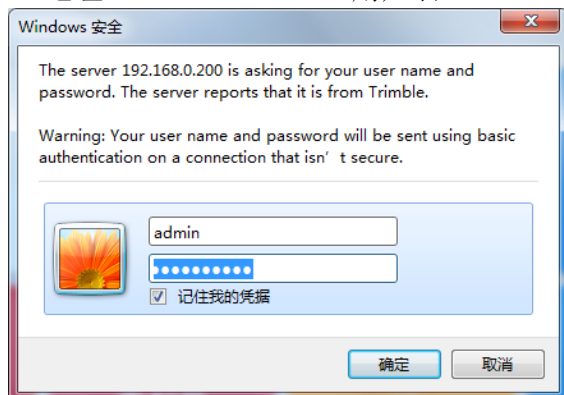 Windows 安全
The server 192.168.0.200 is asking for your user name and
password. The server reports that it is from Trimble.
Warning: Your user name and password will be sent using basic
authentication on a connection that isn’t secure.
admin
●●●●●●●●●●
记住我的凭据
确定
取消